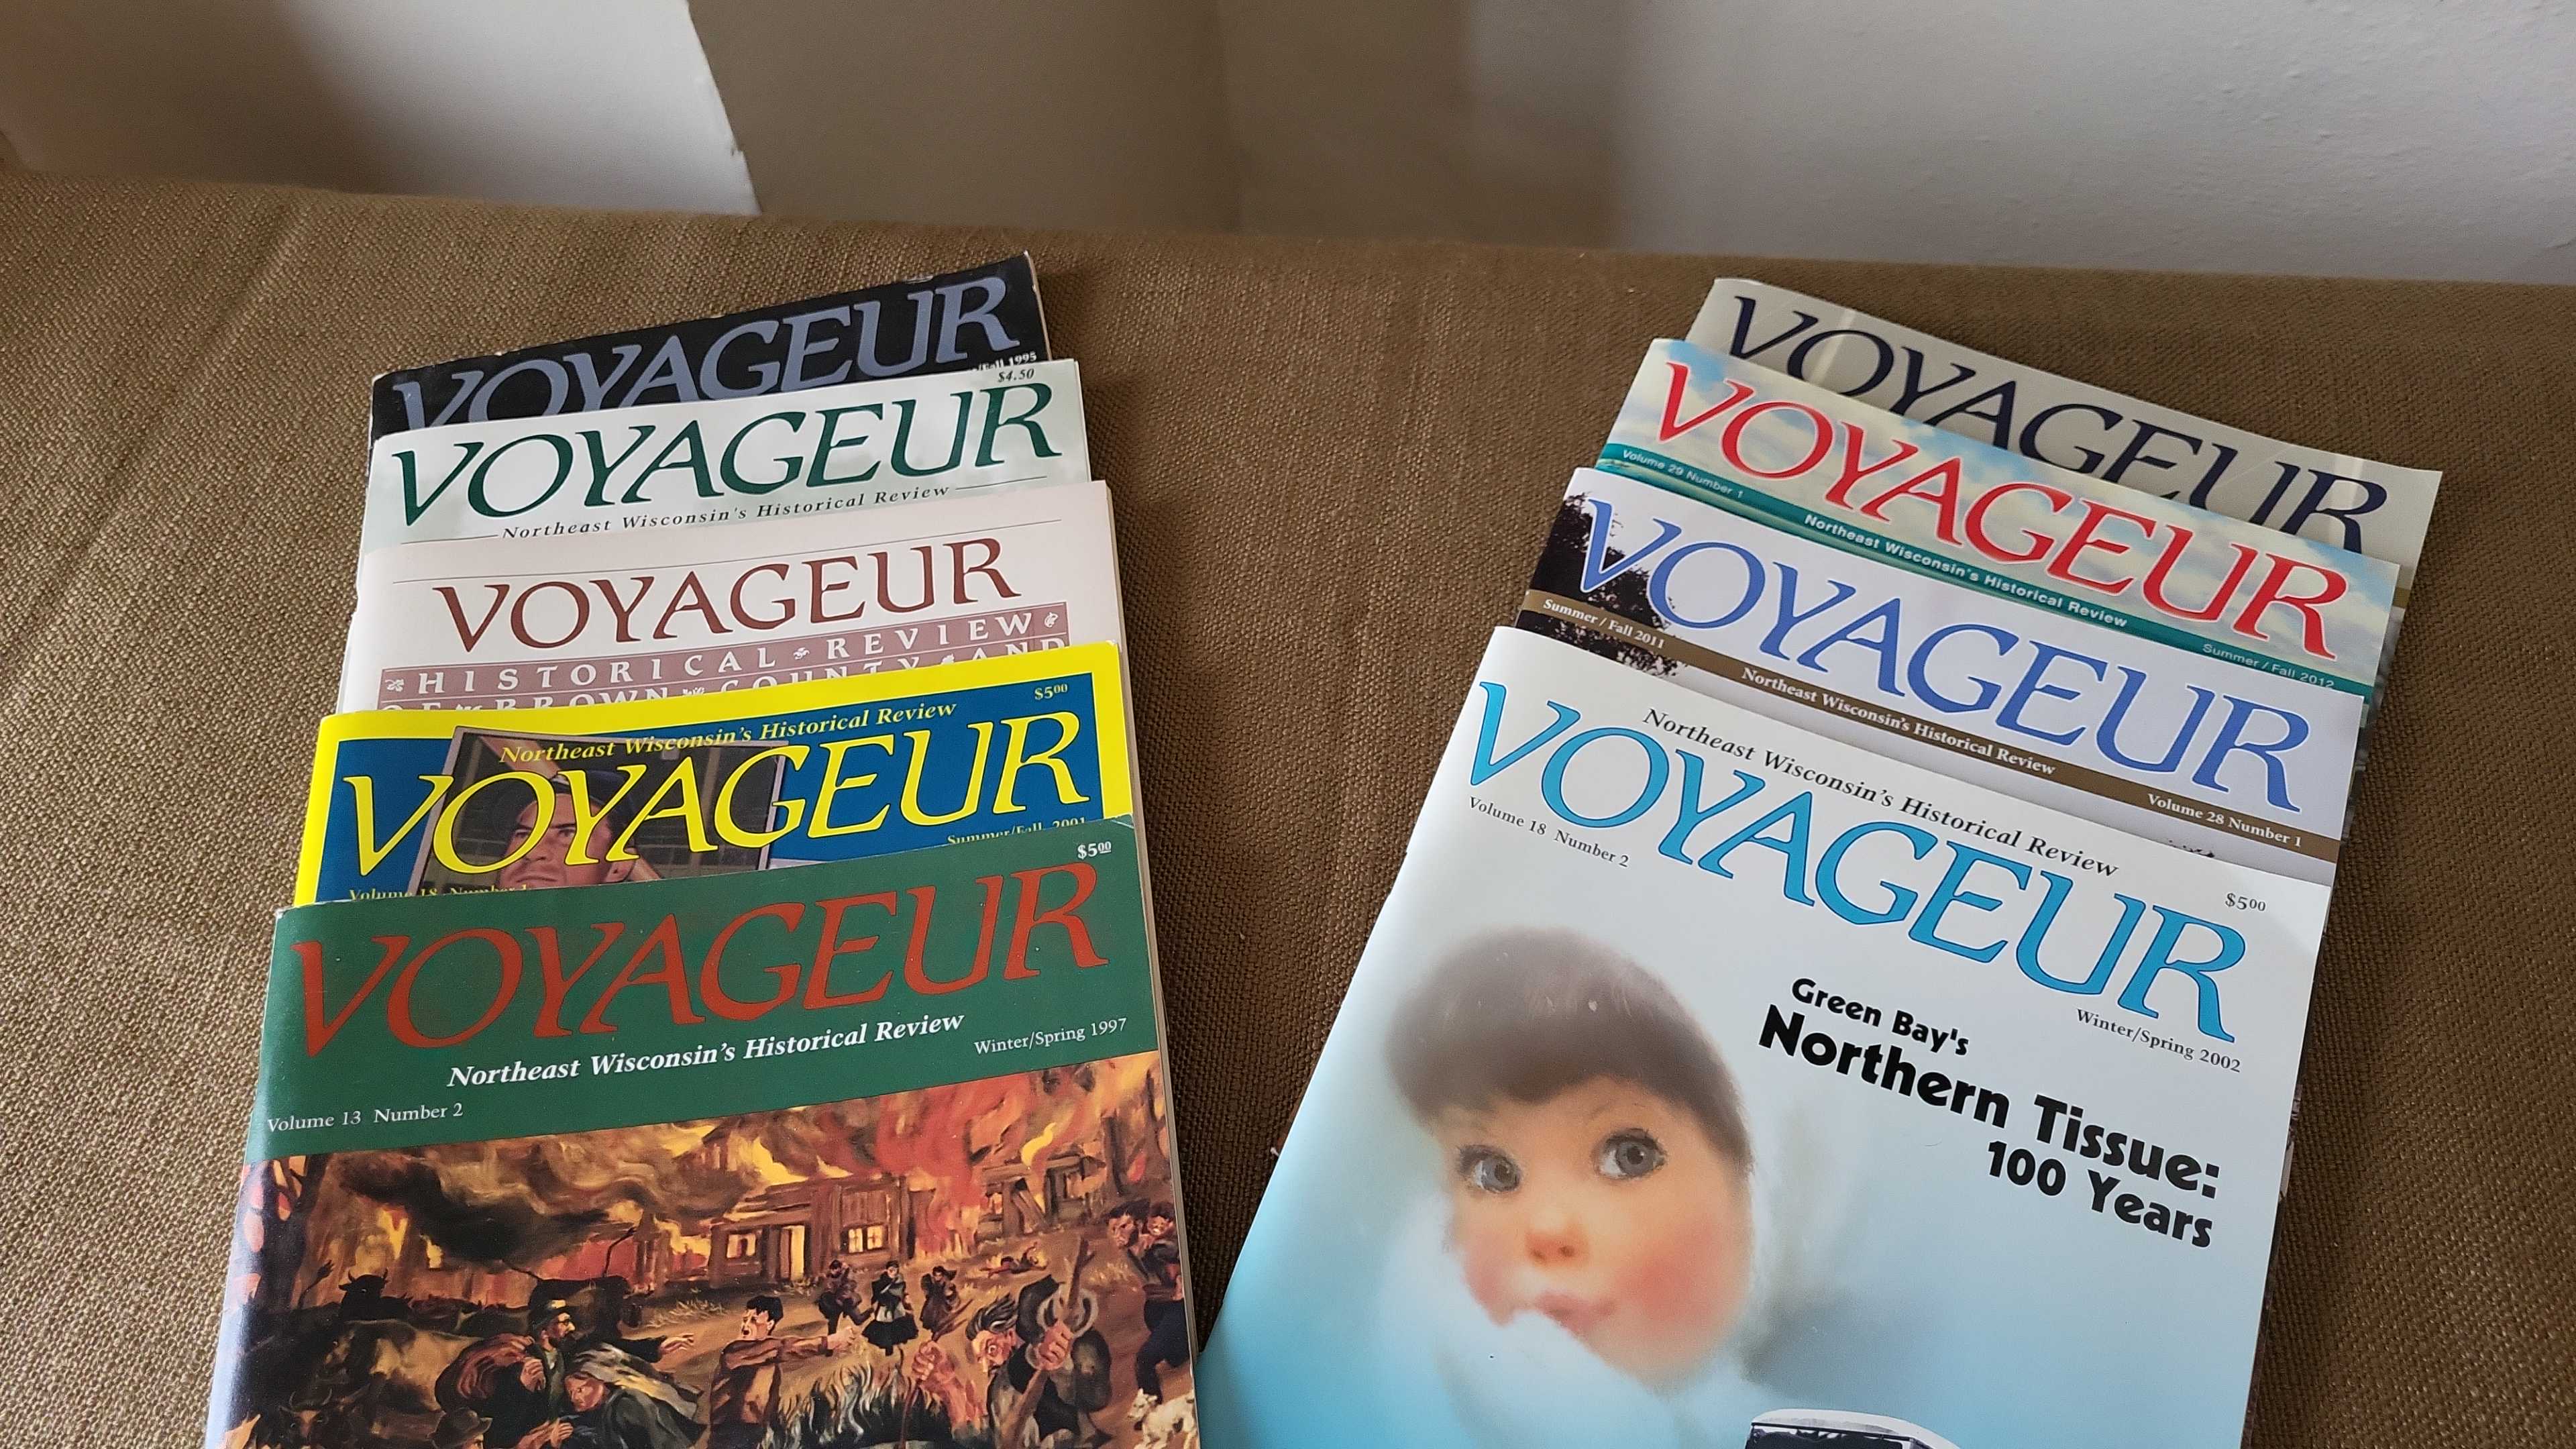 VOYAGEUR
/Fall 1995
$4.50
VOYAGEUR
Northeast Wisconsin's Historical Review
VOYAGEUR
HISTORICAL REVIEW
OF BROWN COUNTY AND
$5.00
Northeast Wisconsin's Historical Review
VOYAGEUR
Summer/Fall 2001
Volume 18 Number 1
$5.00
VOYAGEUR
Northeast Wisconsin's Historical Review
Winter/Spring 1997
Volume 13 Number 2
VOYAGEUR
VOYAGEUR
Volume 29 Number 1
Northeast Wisconsin's Historical Review
Summer / Fall 2012
VOYAGEUR
Summer / Fall 2011
Northeast Wisconsin's Historical Review
Volume 28 Number 1
Northeast Wisconsin's Historical Review
VOYAGEUR
Volume 18 Number 2
$5.00
Winter/Spring 2002
Green Bay's
Northern Tissue:
100 Years